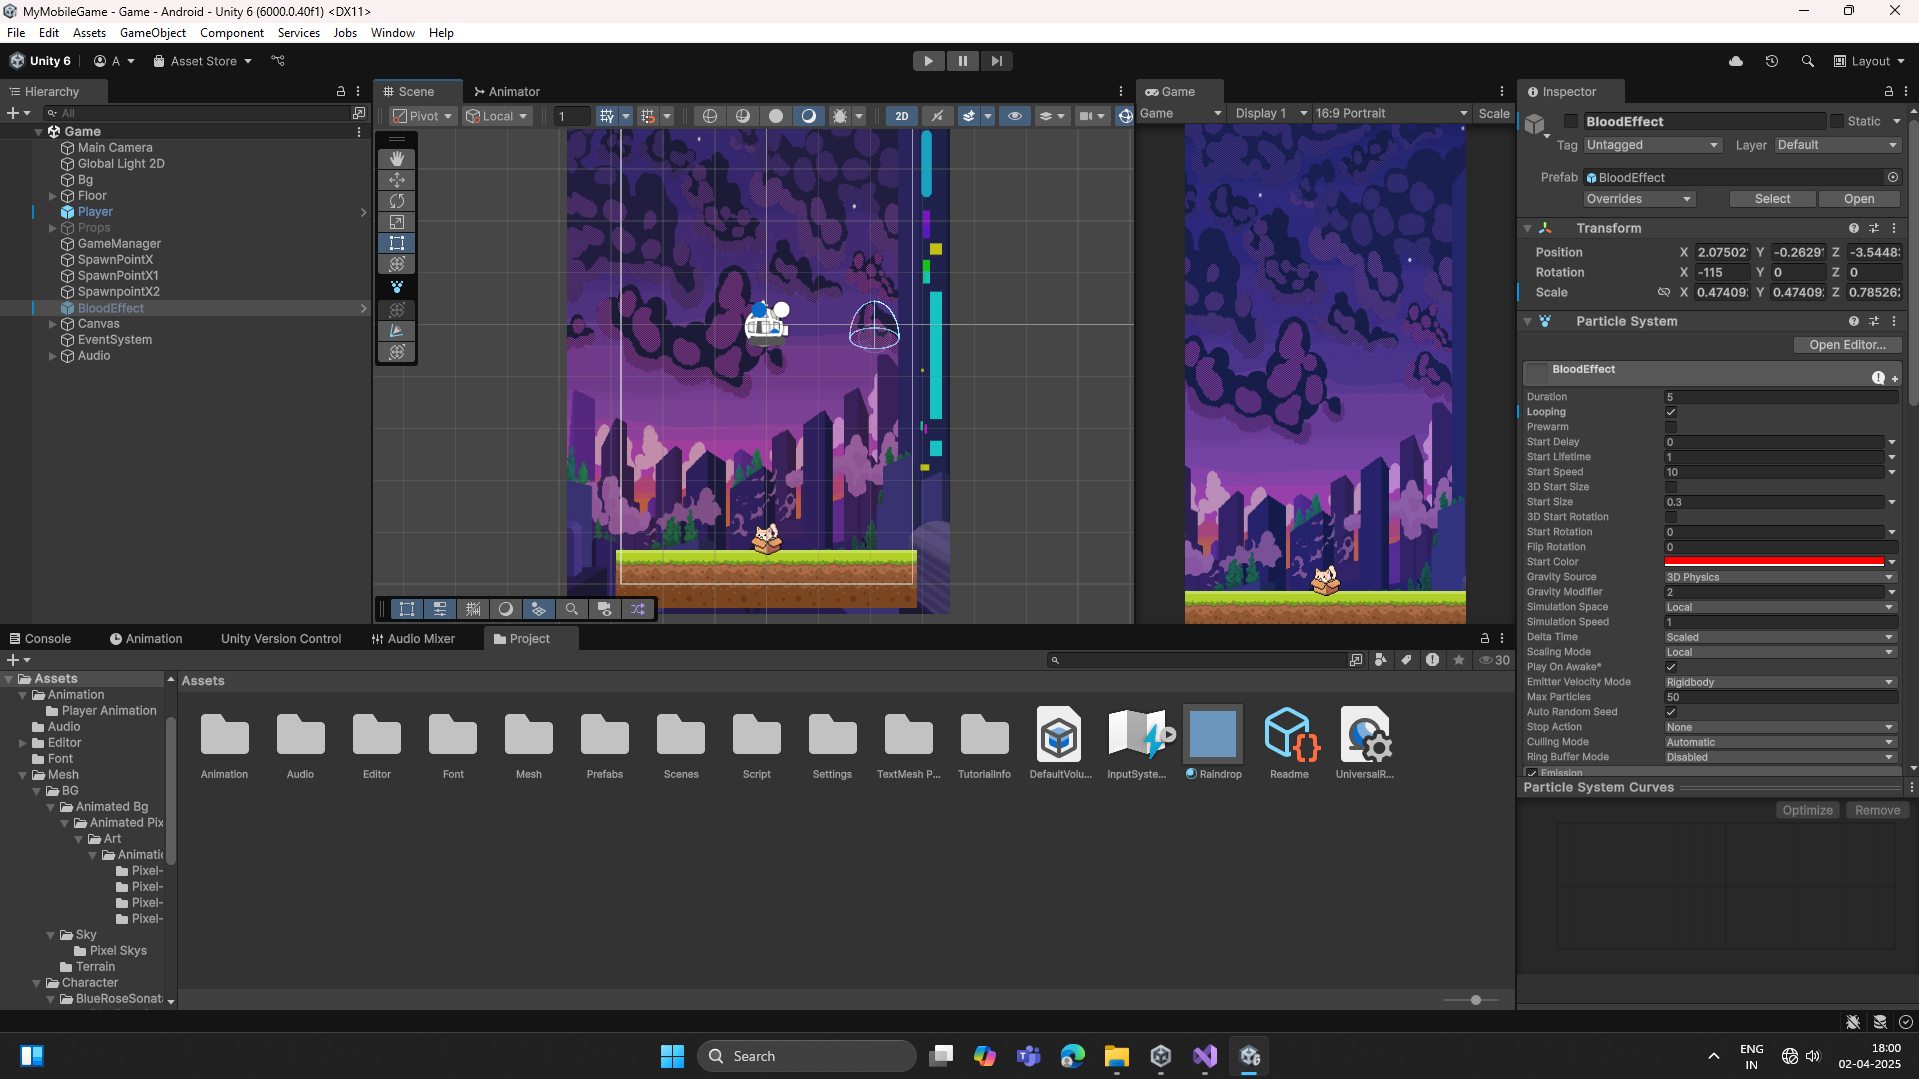 MyMobileGame - Game - Android - Unity 6 (6000.0.40f1) <DX11>
File Edit Assets GameObject Component Services Jobs Window Help
Unity 6 A Asset Store Layout
Hierarchy
All
Game
Main Camera
Global Light 2D
Bg
Floor
Player
Props
GameManager
SpawnPointX
SpawnPointX1
SpawnpointX2
BloodEffect
Canvas
EventSystem
Audio
Scene Animator
Pivot Local 1 2D
Game
Game Display 1 16:9 Portrait Scale
Inspector
BloodEffect Static
Tag Untagged Layer Default
Prefab BloodEffect
Overrides Select Open
Transform
Position X 2.07502 Y -0.2629 Z -3.5448
Rotation X -115 Y 0 Z 0
Scale X 0.47409 Y 0.47409 Z 0.78526
Particle System
Open Editor...
BloodEffect
Duration 5
Looping
Prewarm
Start Delay 0
Start Lifetime 1
Start Speed 10
3D Start Size
Start Size 0.3
3D Start Rotation
Start Rotation 0
Flip Rotation 0
Start Color
Gravity Source 3D Physics
Gravity Modifier 2
Simulation Space Local
Simulation Speed 1
Delta Time Scaled
Scaling Mode Local
Play On Awake*
Emitter Velocity Mode Rigidbody
Max Particles 50
Auto Random Seed
Stop Action None
Culling Mode Automatic
Ring Buffer Mode Disabled
Emission
Particle System Curves
Optimize Remove
Console Animation Unity Version Control Audio Mixer Project
30
Assets
Animation
Player Animation
Audio
Editor
Font
Mesh
BG
Animated Bg
Animated Pix
Art
Animatic
Pixel-
Pixel-
Pixel-
Pixel-
Sky
Pixel Skys
Terrain
Character
BlueRoseSonat
Assets
Animation Audio Editor Font Mesh Prefabs Scenes Script Settings TextMesh P... TutorialInfo DefaultVolu... InputSyste... Raindrop Readme UniversalR...
Search
ENG
IN
18:00
02-04-2025